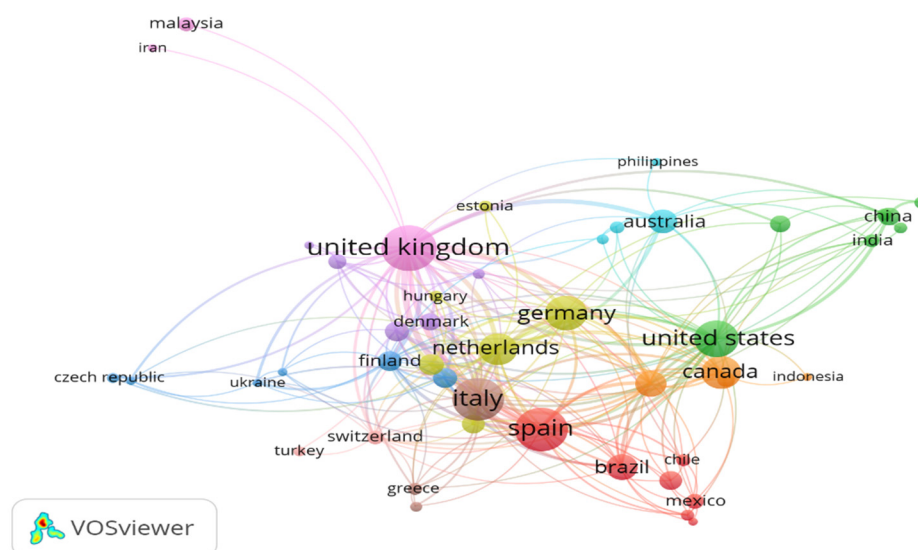 malaysia
iran
philippines
estonia
australia
china
united kingdom
india
hungary
germany
denmark
united states
netherlands
finland
canada
czech republic
ukraine
indonesia
italy
spain
switzerland
turkey
brazil
chile
greece
mexico
VOSviewer